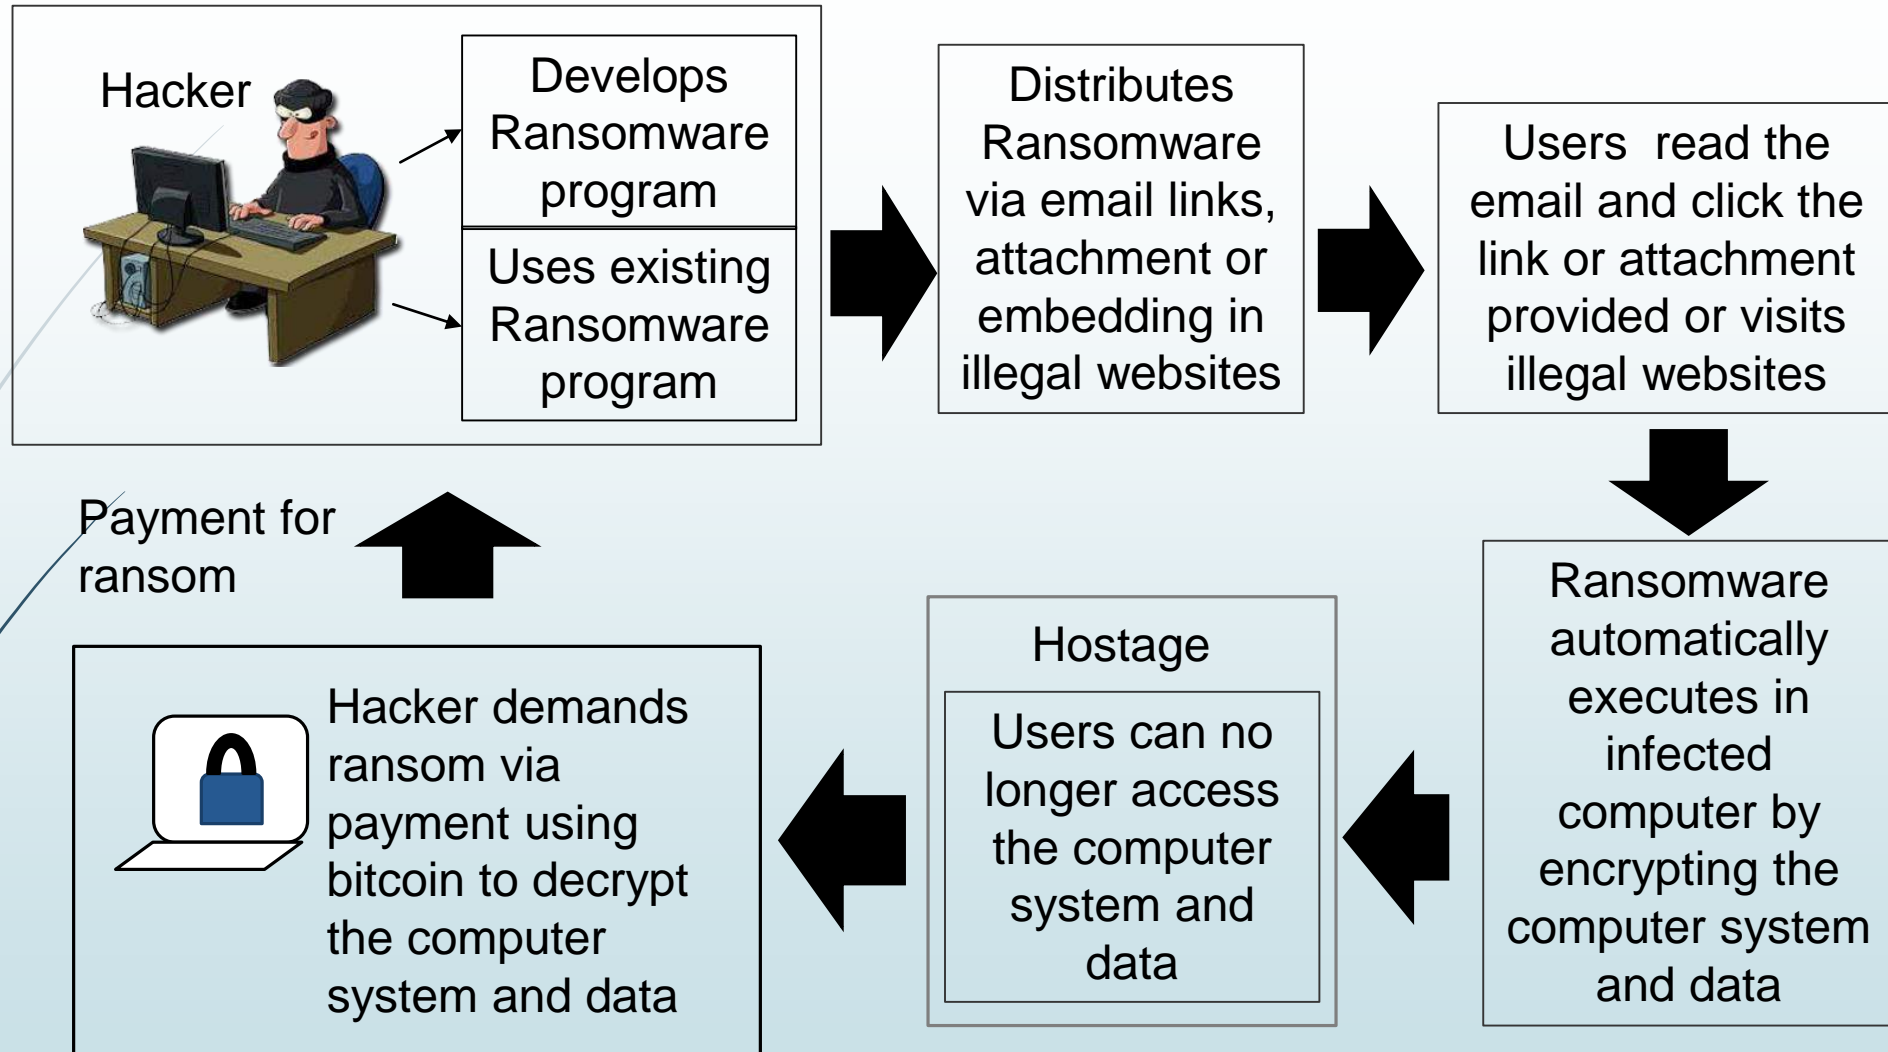 Hacker
Develops
Ransomware
program
Uses existing
Ransomware
program
Distributes
Ransomware
via email links,
attachment or
embedding in
illegal websites
Users read the
email and click the
link or attachment
provided or visits
illegal websites
Ransomware
automatically
executes in
infected
computer by
encrypting the
computer system
and data
Hostage
Users can no
longer access
the computer
system and
data
Hacker demands
ransom via
payment using
bitcoin to decrypt
the computer
system and data
Payment for
ransom